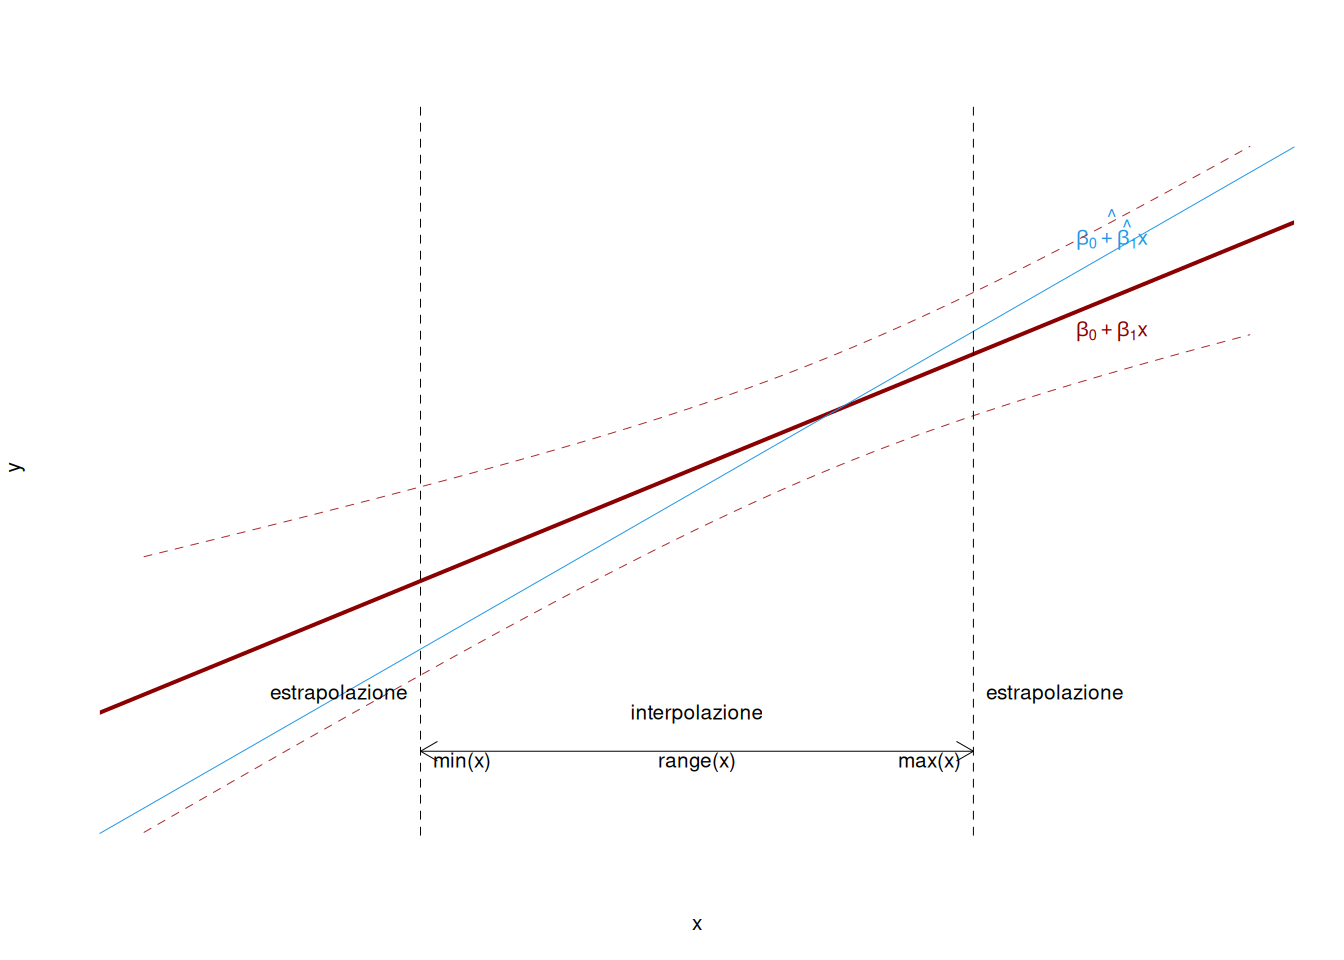 β̂₀ + β̂₁x
β₀ + β₁x
y
estrapolazione
estrapolazione
interpolazione
min(x)
range(x)
max(x)
x